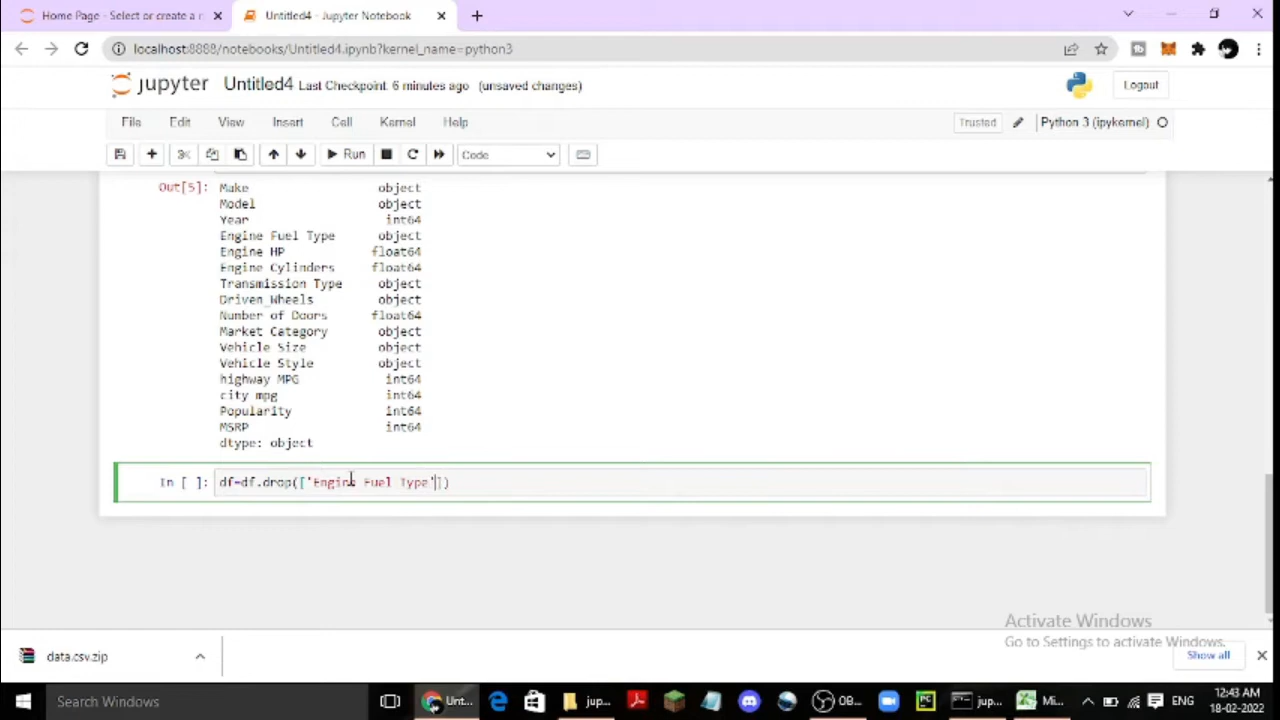 Home Page - Select or create a n
Untitled4 - Jupyter Notebook
localhost:8888/notebooks/Untitled4.ipynb?kernel_name=python3
jupyter Untitled4 Last Checkpoint: 6 minutes ago (unsaved changes)
Logout
File Edit View Insert Cell Kernel Help
Trusted
Python 3 (ipykernel)
Run
Code
Out[5]: Make object
Model object
Year int64
Engine Fuel Type object
Engine HP float64
Engine Cylinders float64
Transmission Type object
Driven_Wheels object
Number of Doors float64
Market Category object
Vehicle Size object
Vehicle Style object
highway MPG int64
city mpg int64
Popularity int64
MSRP int64
dtype: object
In [ ]: df=df.drop(['Engine Fuel Type'])
Activate Windows
Go to Settings to activate Windows.
data.csv.zip
Show all
Search Windows
Unt...
jup...
OB...
PC
jup...
Mi...
ENG
12:43 AM
18-02-2022